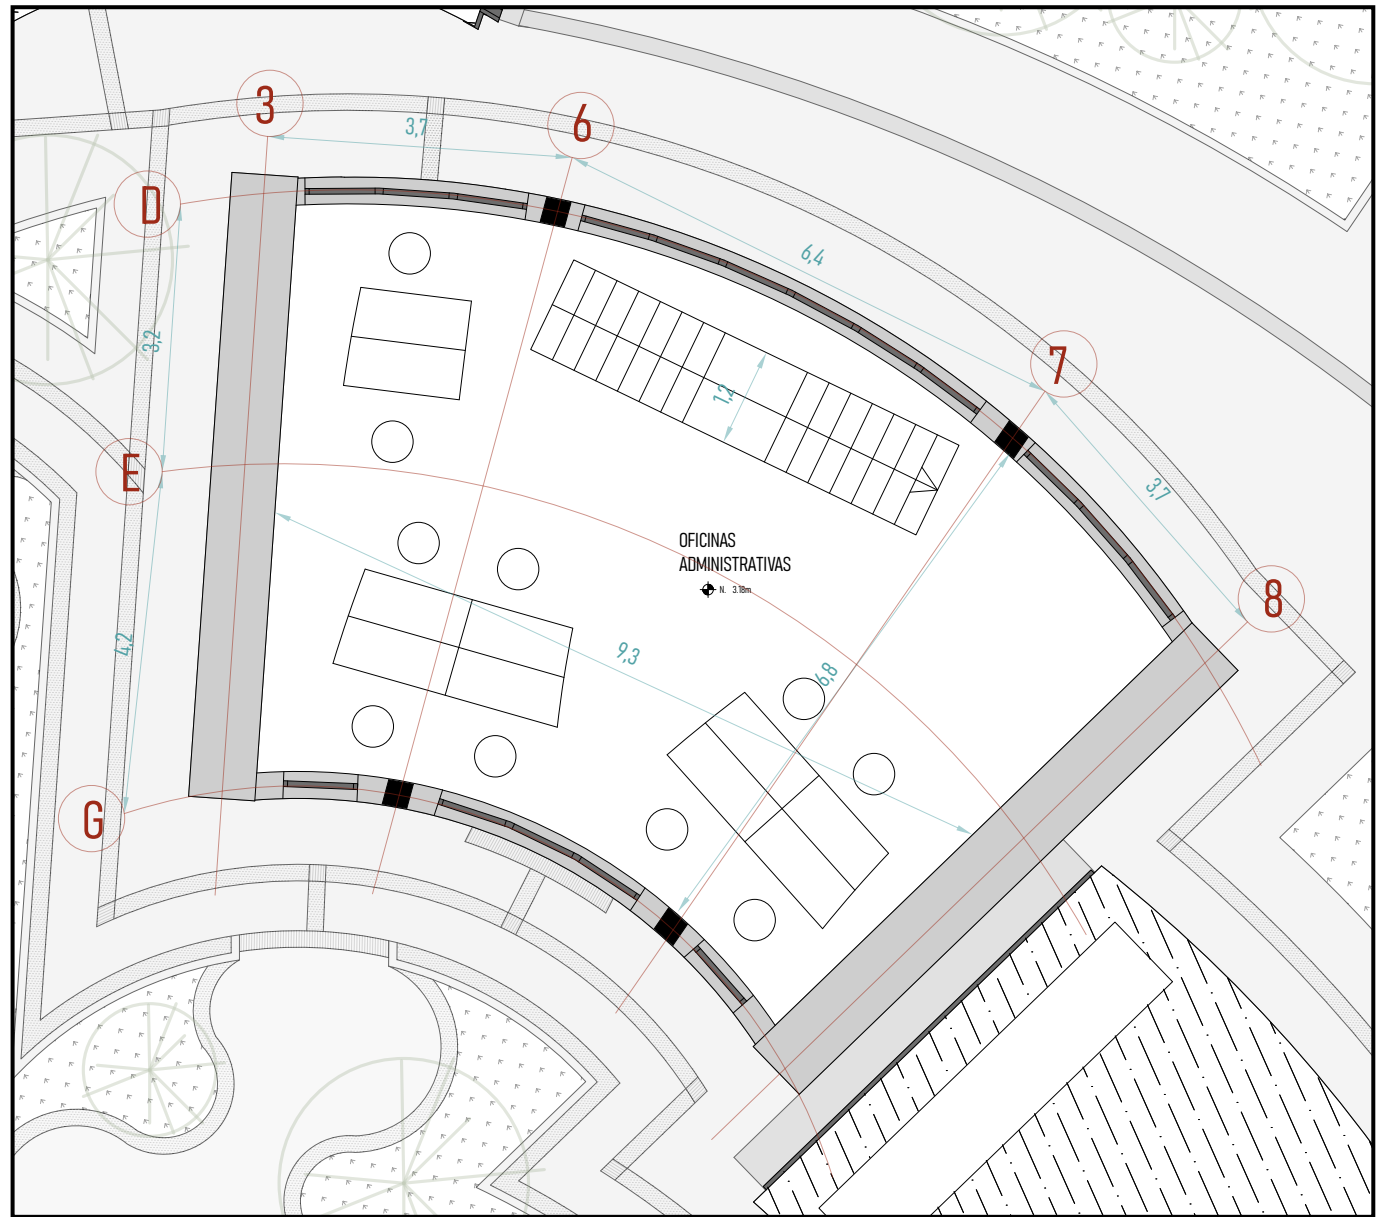 3
6
3,7
D
6,4
3,2
7
1,2
E
3,7
OFICINAS
ADMINISTRATIVAS
N. 3.18m
8
4,2
9,3
6,8
G